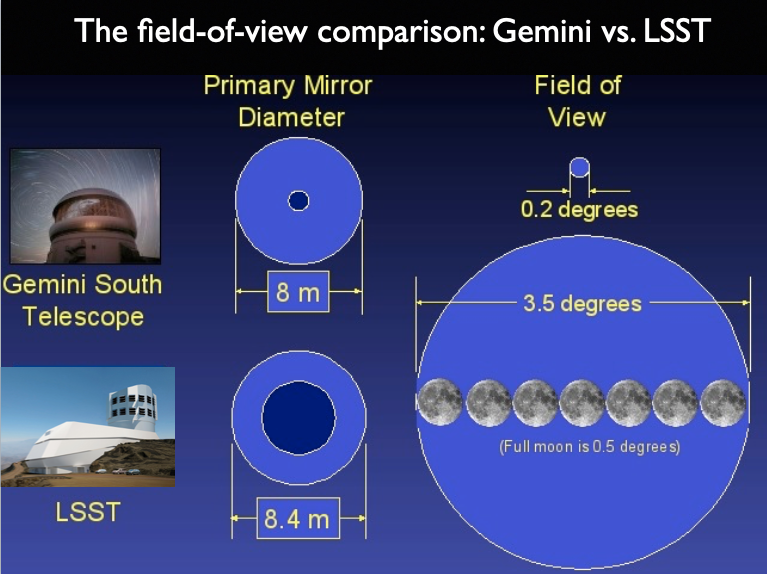 The field-of-view comparison: Gemini vs. LSST
Primary Mirror
Diameter
Field of
View
0.2 degrees
Gemini South
Telescope
8 m
3.5 degrees
(Full moon is 0.5 degrees)
LSST
8.4 m